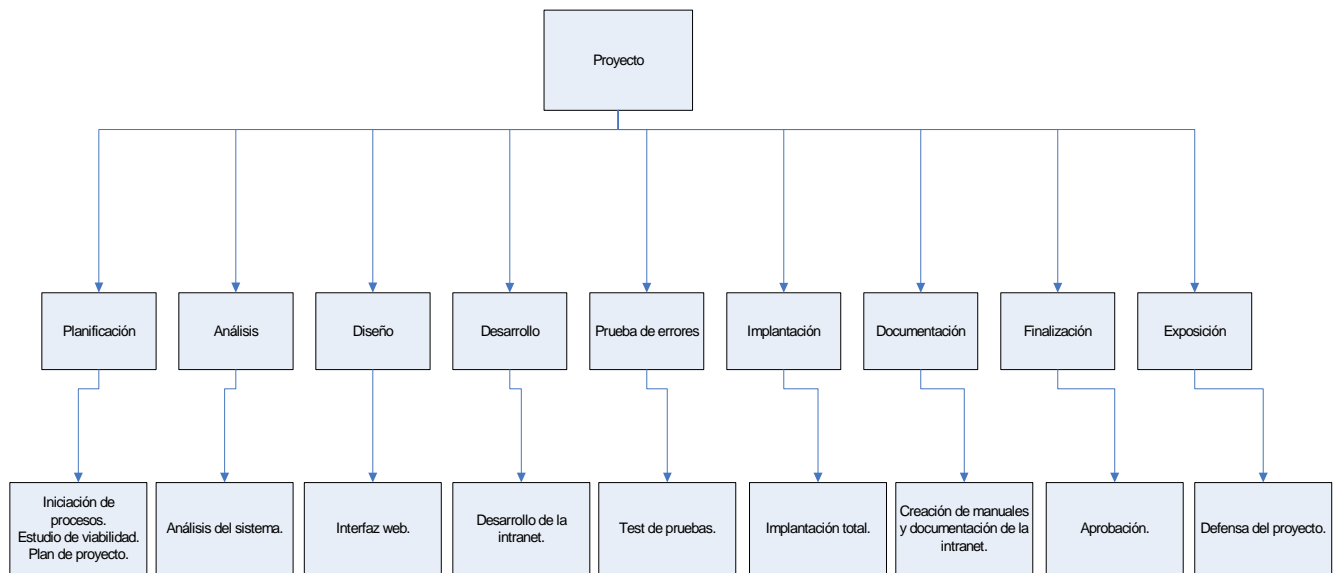 Proyecto
Planificación
Análisis
Diseño
Desarrollo
Prueba de errores
Implantación
Documentación
Finalización
Exposición
Iniciación de
procesos.
Estudio de viabilidad.
Plan de proyecto.
Análisis del sistema.
Interfaz web.
Desarrollo de la
intranet.
Test de pruebas.
Implantación total.
Creación de manuales
y documentación de la
intranet.
Aprobación.
Defensa del proyecto.